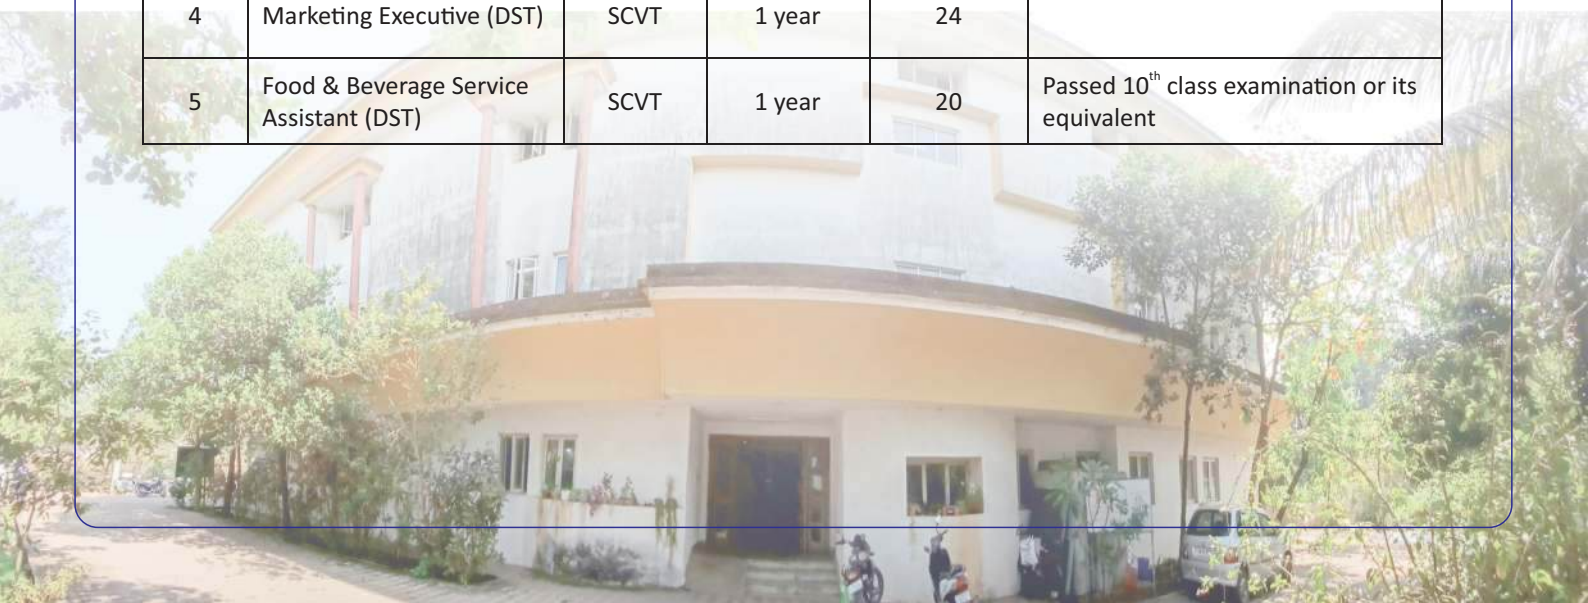 4 Marketing Executive (DST) SCVT 1 year 24
5 Food & Beverage Service Assistant (DST) SCVT 1 year 20 Passed 10th class examination or its equivalent